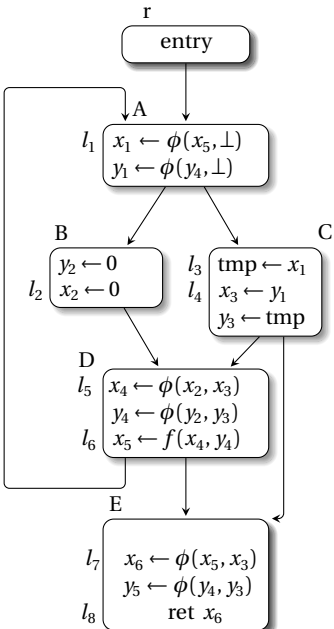 r
entry
A
l₁ x₁ ← ϕ(x₅,⊥)
y₁ ← ϕ(y₄,⊥)
B
y₂ ← 0
l₂ x₂ ← 0
C
l₃ tmp ← x₁
l₄ x₃ ← y₁
y₃ ← tmp
D
l₅ x₄ ← ϕ(x₂, x₃)
y₄ ← ϕ(y₂, y₃)
l₆ x₅ ← f(x₄, y₄)
E
l₇ x₆ ← ϕ(x₅, x₃)
y₅ ← ϕ(y₄, y₃)
l₈ ret x₆